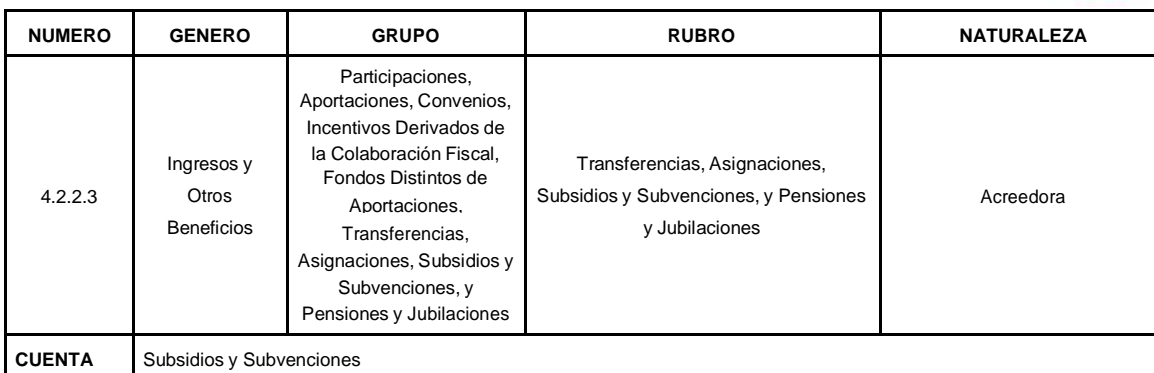 NUMERO GENERO GRUPO RUBRO NATURALEZA
4.2.2.3
Ingresos y
Otros
Beneficios
Participaciones,
Aportaciones, Convenios,
Incentivos Derivados de
la Colaboración Fiscal,
Fondos Distintos de
Aportaciones,
Transferencias,
Asignaciones, Subsidios y
Subvenciones, y
Pensiones y Jubilaciones
Transferencias, Asignaciones,
Subsidios y Subvenciones, y Pensiones
y Jubilaciones
Acreedora
CUENTA Subsidios y Subvenciones